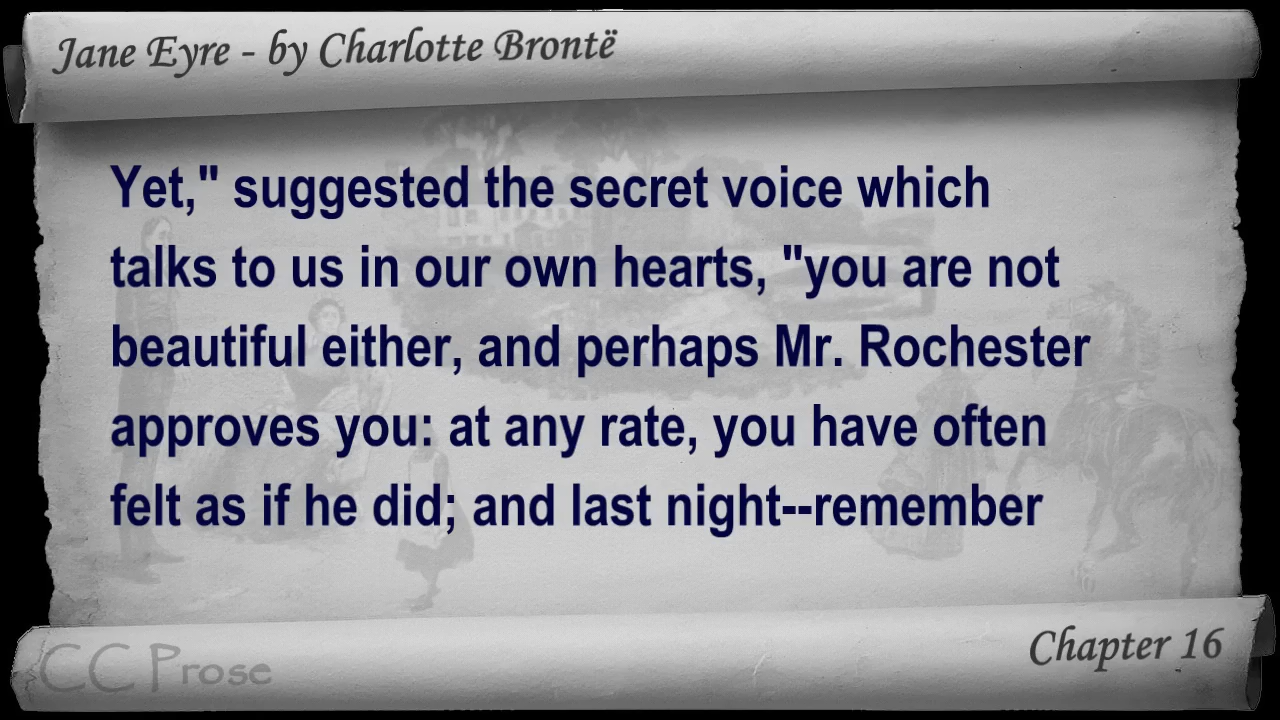 Jane Eyre - by Charlotte Brontë
Yet," suggested the secret voice which
talks to us in our own hearts, "you are not
beautiful either, and perhaps Mr. Rochester
approves you: at any rate, you have often
felt as if he did; and last night--remember
Chapter 16
CC Prose